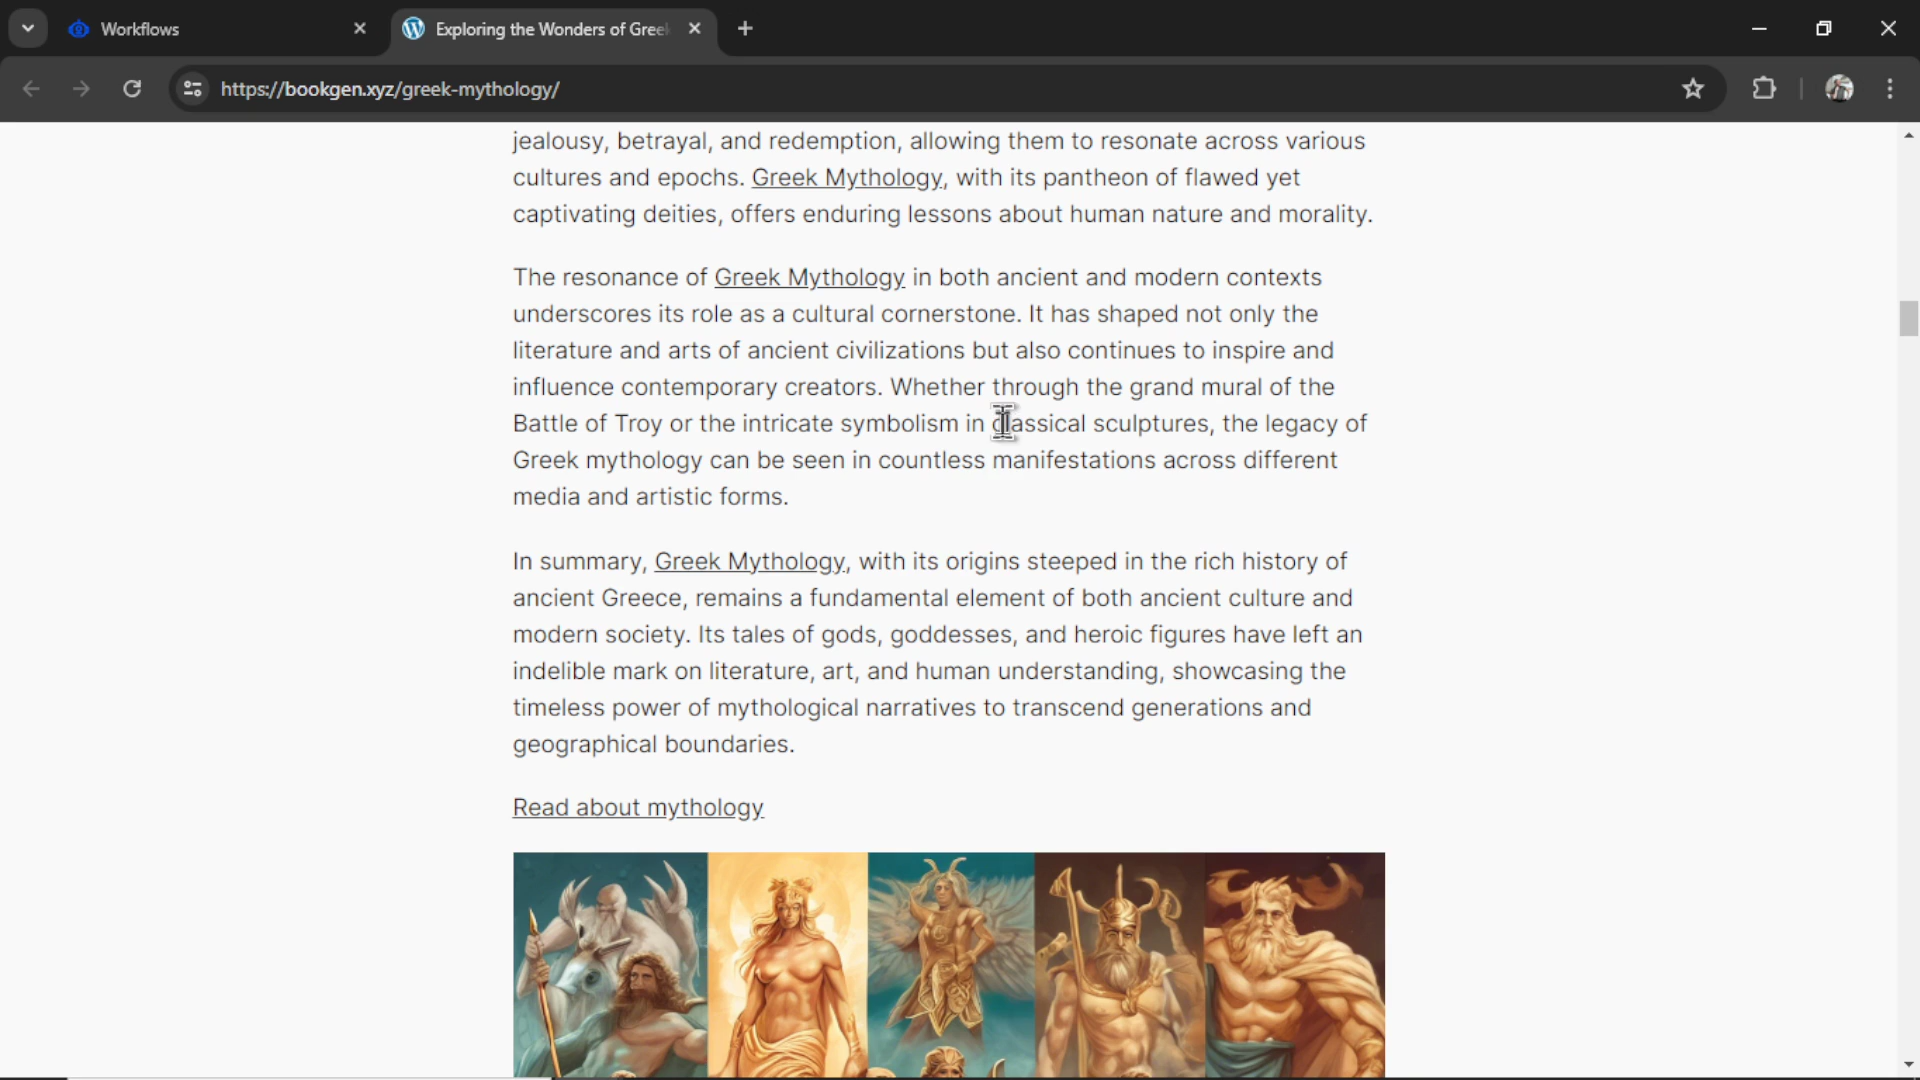 Workflows
Exploring the Wonders of Gree
https://bookgen.xyz/greek-mythology/
jealousy, betrayal, and redemption, allowing them to resonate across various
cultures and epochs. Greek Mythology, with its pantheon of flawed yet
captivating deities, offers enduring lessons about human nature and morality.
The resonance of Greek Mythology in both ancient and modern contexts
underscores its role as a cultural cornerstone. It has shaped not only the
literature and arts of ancient civilizations but also continues to inspire and
influence contemporary creators. Whether through the grand mural of the
Battle of Troy or the intricate symbolism in classical sculptures, the legacy of
Greek mythology can be seen in countless manifestations across different
media and artistic forms.
In summary, Greek Mythology, with its origins steeped in the rich history of
ancient Greece, remains a fundamental element of both ancient culture and
modern society. Its tales of gods, goddesses, and heroic figures have left an
indelible mark on literature, art, and human understanding, showcasing the
timeless power of mythological narratives to transcend generations and
geographical boundaries.
Read about mythology